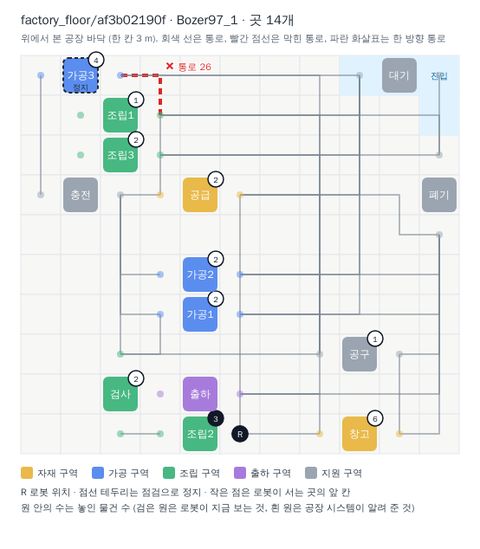 factory_floor/af3b02190f · Bozer97_1 · 곳 14개
위에서 본 공장 바닥 (한 칸 3 m). 회색 선은 통로, 빨간 점선은 막힌 통로, 파란 화살표는 한 방향 통로
4
✕ 통로 26
가공3
정지
대기
진입
1
조립1
2
조립3
충전
2
공급
폐기
2
가공2
2
가공1
1
공구
2
검사
출하
3
조립2
R
6
창고
자재 구역 가공 구역 조립 구역 출하 구역 지원 구역
R 로봇 위치 · 점선 테두리는 점검으로 정지 · 작은 점은 로봇이 서는 곳의 앞 칸
원 안의 수는 놓인 물건 수 (검은 원은 로봇이 지금 보는 것, 흰 원은 공장 시스템이 알려 준 것)